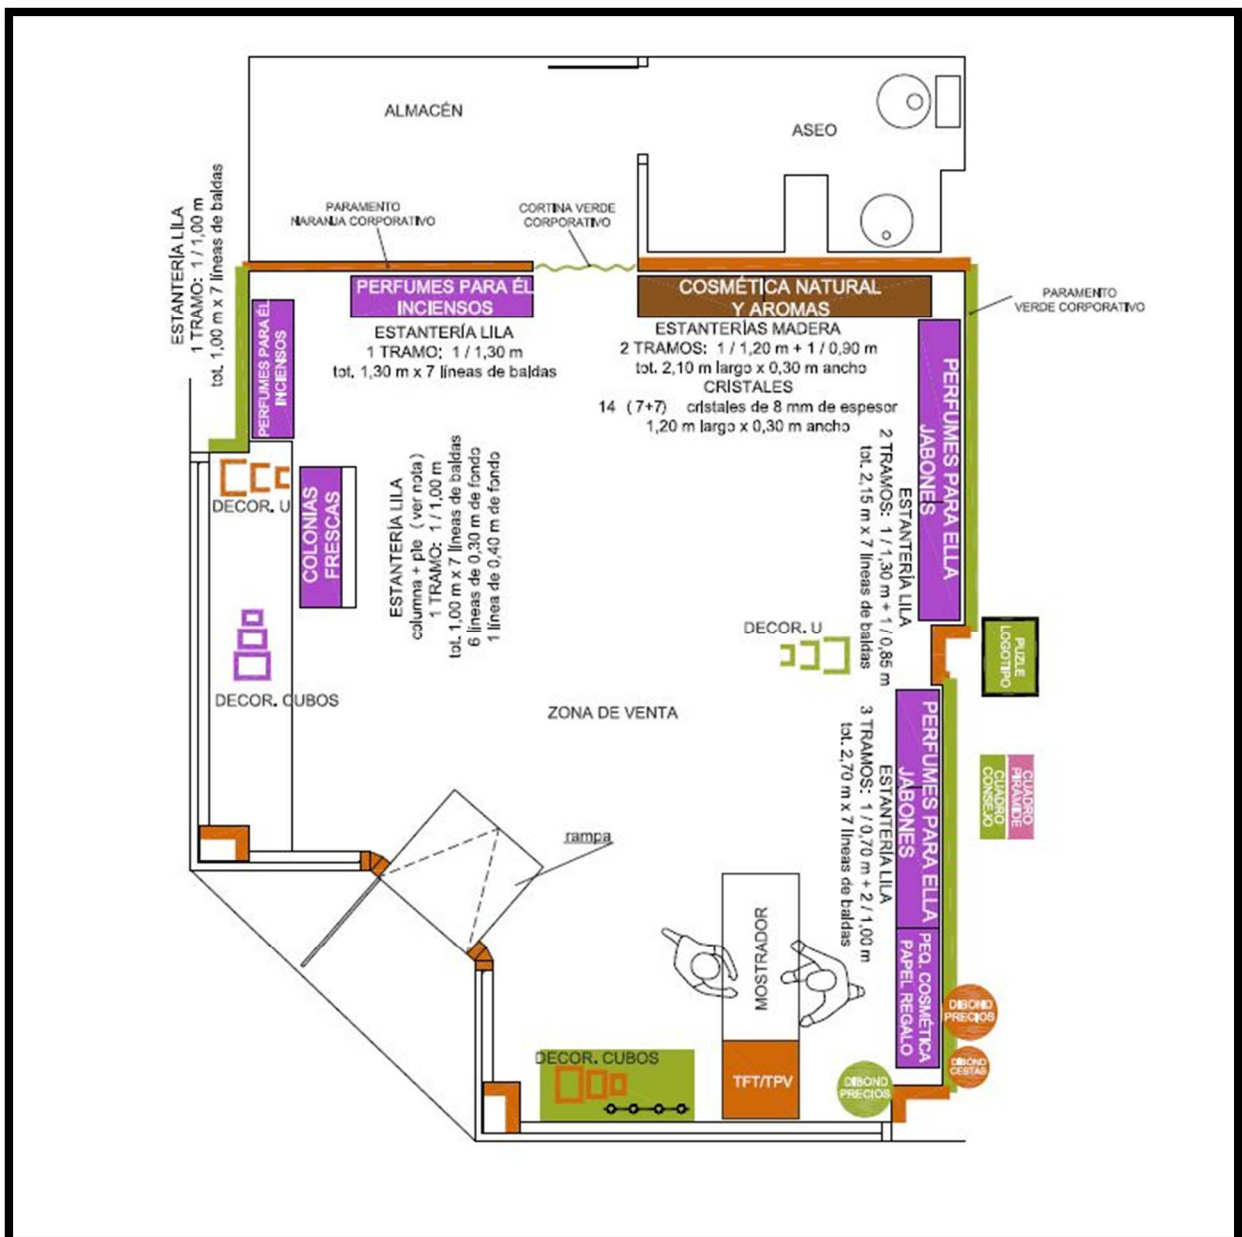 ALMACÉN
ASEO
PARAMENTO
NARANJA CORPORATIVO
CORTINA VERDE
CORPORATIVO
ESTANTERÍA LILA
1 TRAMO: 1 / 1,00 m
tot. 1,00 m x 7 líneas de baldas
PERFUMES PARA ÉL
INCIENSOS
COSMÉTICA NATURAL
Y AROMAS
PARAMENTO
VERDE CORPORATIVO
PERFUMES PARA ÉL
INCIENSOS
ESTANTERÍA LILA
1 TRAMO: 1 / 1,30 m
tot. 1,30 m x 7 líneas de baldas
ESTANTERÍAS MADERA
2 TRAMOS: 1 / 1,20 m + 1 / 0,90 m
tot. 2,10 m largo x 0,30 m ancho
CRISTALES
14 (7+7) cristales de 8 mm de espesor
1,20 m largo x 0,30 m ancho
PERFUMES PARA ELLA
JABONES
ESTANTERÍA LILA
2 TRAMOS: 1 / 1,30 m + 1 / 0,85 m
tot. 2,15 m x 7 líneas de baldas
DECOR. U
COLONIAS
FRESCAS
ESTANTERÍA LILA
columna + pie (ver nota)
1 TRAMO: 1 / 1,00 m
tot. 1,00 m x 7 líneas de baldas
6 líneas de 0,30 m de fondo
1 línea de 0,40 m de fondo
DECOR. U
PUZLE
LOGOTIPO
DECOR. CUBOS
ZONA DE VENTA
PERFUMES PARA ELLA
JABONES
ESTANTERÍA LILA
3 TRAMOS: 1 / 0,70 m + 2 / 1,00 m
tot. 2,70 m x 7 líneas de baldas
CUADRO
PIRÁMIDE
CUADRO
CONSEJO
rampa
MOSTRADOR
PEQ. COSMÉTICA
PAPEL REGALO
DIBOND
PRECIOS
DECOR. CUBOS
TFT/TPV
DIBOND
PRECIOS
DIBOND
CESTAS